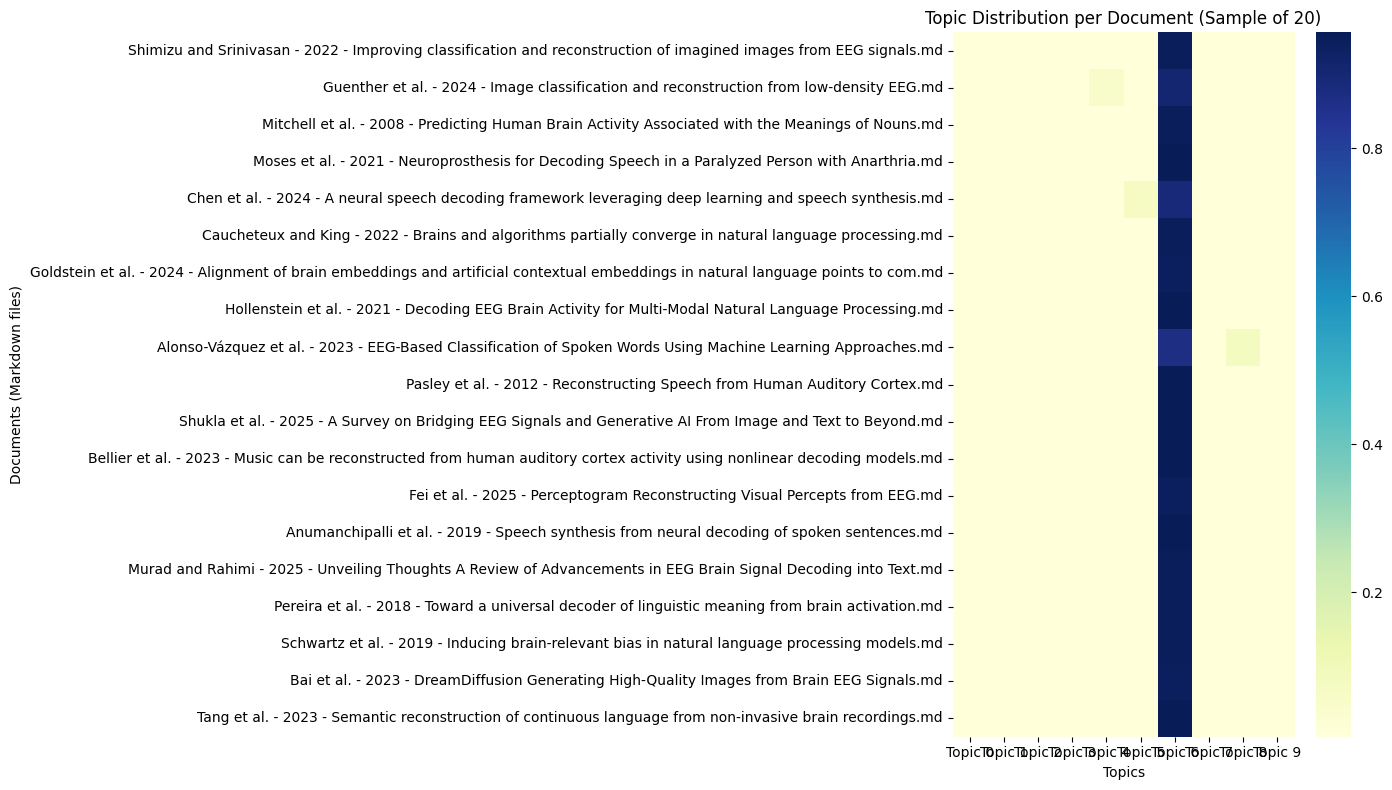 Topic Distribution per Document (Sample of 20)
Shimizu and Srinivasan - 2022 - Improving classification and reconstruction of imagined images from EEG signals.md
Guenther et al. - 2024 - Image classification and reconstruction from low-density EEG.md
Mitchell et al. - 2008 - Predicting Human Brain Activity Associated with the Meanings of Nouns.md
Moses et al. - 2021 - Neuroprosthesis for Decoding Speech in a Paralyzed Person with Anarthria.md
Chen et al. - 2024 - A neural speech decoding framework leveraging deep learning and speech synthesis.md
Caucheteux and King - 2022 - Brains and algorithms partially converge in natural language processing.md
Goldstein et al. - 2024 - Alignment of brain embeddings and artificial contextual embeddings in natural language points to com.md
Hollenstein et al. - 2021 - Decoding EEG Brain Activity for Multi-Modal Natural Language Processing.md
Alonso-Vázquez et al. - 2023 - EEG-Based Classification of Spoken Words Using Machine Learning Approaches.md
Pasley et al. - 2012 - Reconstructing Speech from Human Auditory Cortex.md
Shukla et al. - 2025 - A Survey on Bridging EEG Signals and Generative AI From Image and Text to Beyond.md
Bellier et al. - 2023 - Music can be reconstructed from human auditory cortex activity using nonlinear decoding models.md
Fei et al. - 2025 - Perceptogram Reconstructing Visual Percepts from EEG.md
Anumanchipalli et al. - 2019 - Speech synthesis from neural decoding of spoken sentences.md
Murad and Rahimi - 2025 - Unveiling Thoughts A Review of Advancements in EEG Brain Signal Decoding into Text.md
Pereira et al. - 2018 - Toward a universal decoder of linguistic meaning from brain activation.md
Schwartz et al. - 2019 - Inducing brain-relevant bias in natural language processing models.md
Bai et al. - 2023 - DreamDiffusion Generating High-Quality Images from Brain EEG Signals.md
Tang et al. - 2023 - Semantic reconstruction of continuous language from non-invasive brain recordings.md
Documents (Markdown files)
Topic 0 Topic 1 Topic 2 Topic 3 Topic 4 Topic 5 Topic 6 Topic 7 Topic 8 Topic 9
Topics
0.8
0.6
0.4
0.2